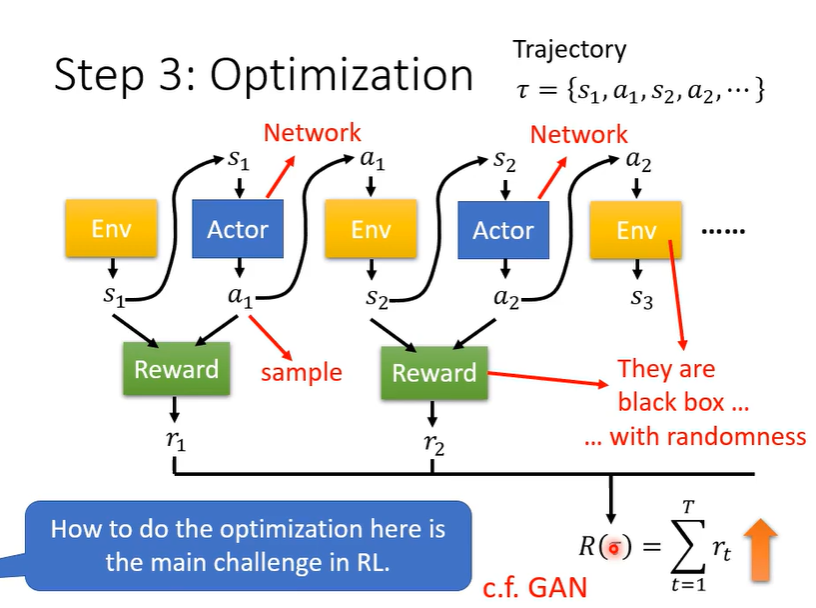 Step 3: Optimization
Trajectory
τ = {s₁, a₁, s₂, a₂, ⋯ }
Network
Network
s₁
a₁
s₂
a₂
Env
Actor
Env
Actor
Env
……
s₁
a₁
s₂
a₂
s₃
Reward
sample
Reward
They are
black box …
… with randomness
r₁
r₂
How to do the optimization here is
the main challenge in RL.
c.f. GAN
R(τ) = ∑ₜ₌₁ᵀ rₜ